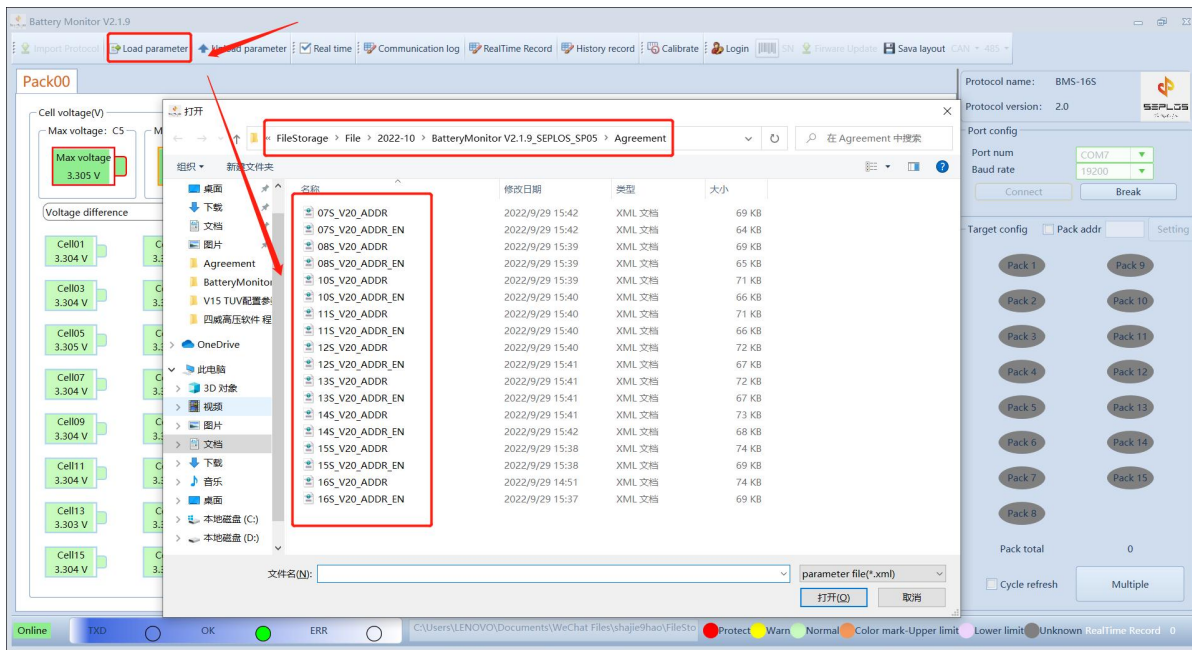 Battery Monitor V2.1.9
Import Protocol Load parameter Upload parameter Real time Communication log RealTime Record History record Calibrate Login SN Firware Update Sava layout CAN 485
Pack00
Cell voltage(V)
Max voltage: C5
Max voltage
3.305 V
Voltage difference
Cell01
3.304 V
Cell03
3.304 V
Cell05
3.305 V
Cell07
3.304 V
Cell09
3.304 V
Cell11
3.304 V
Cell13
3.303 V
Cell15
3.304 V
打开
« FileStorage > File > 2022-10 > BatteryMonitor V2.1.9_SEPLOS_SP05 > Agreement
在 Agreement 中搜索
组织 新建文件夹
桌面
下载
文档
图片
Agreement
BatteryMonitor
V15 TUV配置参
四威高压软件 程
OneDrive
此电脑
3D 对象
视频
图片
文档
下载
音乐
桌面
本地磁盘 (C:)
本地磁盘 (D:)
名称 修改日期 类型 大小
07S_V20_ADDR 2022/9/29 15:42 XML 文档 69 KB
07S_V20_ADDR_EN 2022/9/29 15:42 XML 文档 64 KB
08S_V20_ADDR 2022/9/29 15:39 XML 文档 69 KB
08S_V20_ADDR_EN 2022/9/29 15:39 XML 文档 65 KB
10S_V20_ADDR 2022/9/29 15:39 XML 文档 71 KB
10S_V20_ADDR_EN 2022/9/29 15:40 XML 文档 66 KB
11S_V20_ADDR 2022/9/29 15:40 XML 文档 71 KB
11S_V20_ADDR_EN 2022/9/29 15:40 XML 文档 66 KB
12S_V20_ADDR 2022/9/29 15:40 XML 文档 72 KB
12S_V20_ADDR_EN 2022/9/29 15:41 XML 文档 67 KB
13S_V20_ADDR 2022/9/29 15:41 XML 文档 72 KB
13S_V20_ADDR_EN 2022/9/29 15:41 XML 文档 67 KB
14S_V20_ADDR 2022/9/29 15:41 XML 文档 73 KB
14S_V20_ADDR_EN 2022/9/29 15:42 XML 文档 68 KB
15S_V20_ADDR 2022/9/29 15:38 XML 文档 74 KB
15S_V20_ADDR_EN 2022/9/29 15:38 XML 文档 69 KB
16S_V20_ADDR 2022/9/29 14:51 XML 文档 74 KB
16S_V20_ADDR_EN 2022/9/29 15:37 XML 文档 69 KB
文件名(N): parameter file(*.xml)
打开(O) 取消
Protocol name: BMS-16S
Protocol version: 2.0
SEPLOS
Port config
Port num COM7
Baud rate 19200
Connect Break
Target config Pack addr Setting
Pack 1 Pack 9
Pack 2 Pack 10
Pack 3 Pack 11
Pack 4 Pack 12
Pack 5 Pack 13
Pack 6 Pack 14
Pack 7 Pack 15
Pack 8
Pack total 0
Cycle refresh Multiple
Online TXD OK ERR C:\Users\LENOVO\Documents\WeChat Files\shajie9hao\FileSto Protect Warn Normal Color mark-Upper limit Lower limit Unknown RealTime Record 0